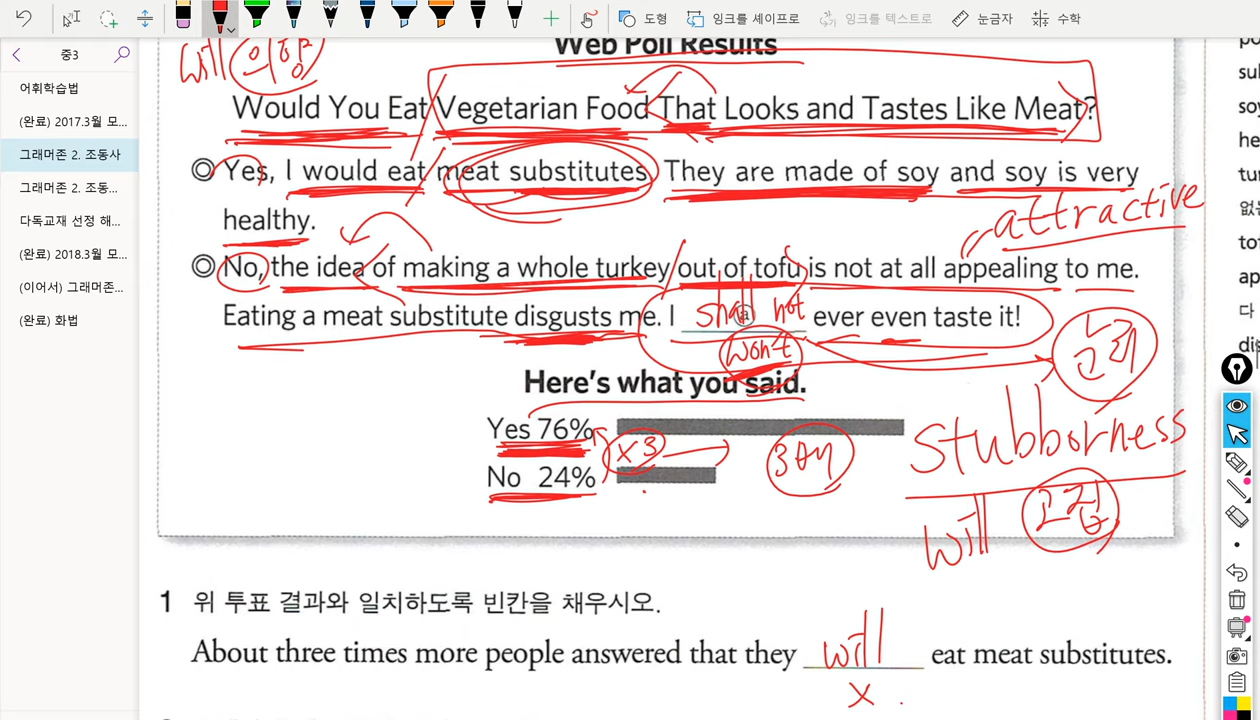 도형
잉크를 셰이프로
잉크를 텍스트로
눈금자
수학
중3
어휘학습법
(완료) 2017.3월 모...
그래머존 2. 조동사
그래머존 2. 조동...
다독교재 선정 해...
(완료) 2018.3월 모...
(이어서) 그래머존...
(완료) 화법
will 의향
Web Poll Results
Would You Eat Vegetarian Food That Looks and Tastes Like Meat?
◎ Yes, I would eat meat substitutes. They are made of soy and soy is very
healthy.
attractive
◎ No, the idea of making a whole turkey out of tofu is not at all appealing to me.
Eating a meat substitute disgusts me. I ⓐ shall not ever even taste it!
won't
Here's what you said.
Yes 76%
x3
3배
No 24%
stubborness
will 고집
1 위 투표 결과와 일치하도록 빈칸을 채우시오.
About three times more people answered that they will eat meat substitutes.
x